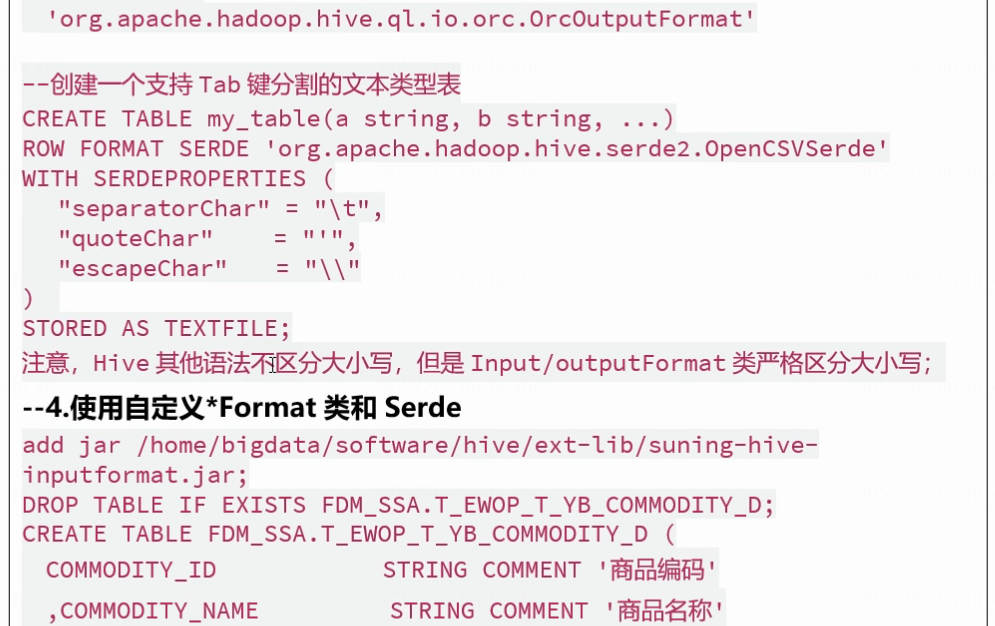 'org.apache.hadoop.hive.ql.io.orc.OrcOutputFormat'
--创建一个支持 Tab 键分割的文本类型表
CREATE TABLE my_table(a string, b string, ...)
ROW FORMAT SERDE 'org.apache.hadoop.hive.serde2.OpenCSVSerde'
WITH SERDEPROPERTIES (
"separatorChar" = "\t",
"quoteChar" = "'",
"escapeChar" = "\\"
)
STORED AS TEXTFILE;
注意，Hive 其他语法不区分大小写，但是 Input/outputFormat 类严格区分大小写；
--4.使用自定义*Format 类和 Serde
add jar /home/bigdata/software/hive/ext-lib/suning-hive-
inputformat.jar;
DROP TABLE IF EXISTS FDM_SSA.T_EWOP_T_YB_COMMODITY_D;
CREATE TABLE FDM_SSA.T_EWOP_T_YB_COMMODITY_D (
COMMODITY_ID STRING COMMENT '商品编码'
,COMMODITY_NAME STRING COMMENT '商品名称'